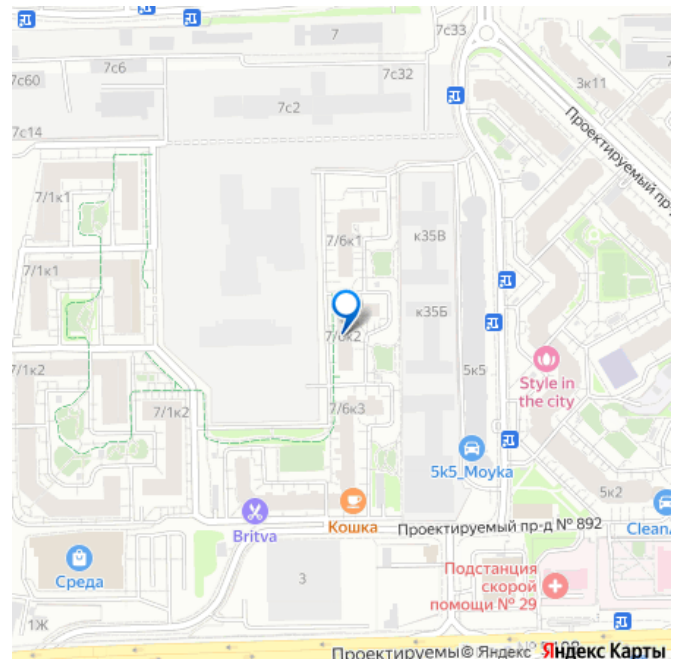 7
7с33
7с6
7с60
7с32
3к11
7с2
7с14
Проектируемый пр-д
7/1к1
7/6к1
к35В
7/1к1
к35Б
7/6к2
7/1к2
5к5
Style in
the city
7/1к2
7/6к3
5k5_Moyka
5к2
Britva
Кошка
Проектируемый пр-д № 892
Clean
Среда
3
Подстанция
скорой
помощи № 29
1Ж
Проектируемы
© Яндекс
Яндекс Карты